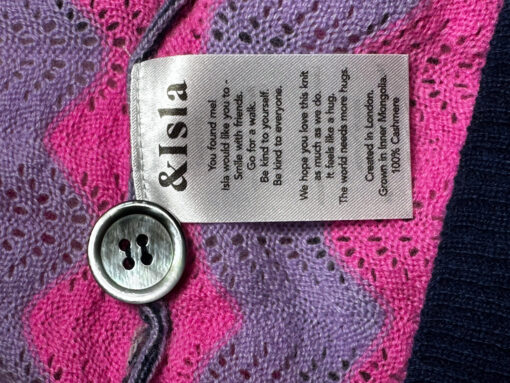 &Isla
You found me!
Isla would like you to -
Smile with friends.
Go for a walk.
Be kind to yourself.
Be kind to everyone.
We hope you love this knit
as much as we do.
It feels like a hug.
The world needs more hugs.
Created in London.
Grown in Inner Mongolia.
100% Cashmere